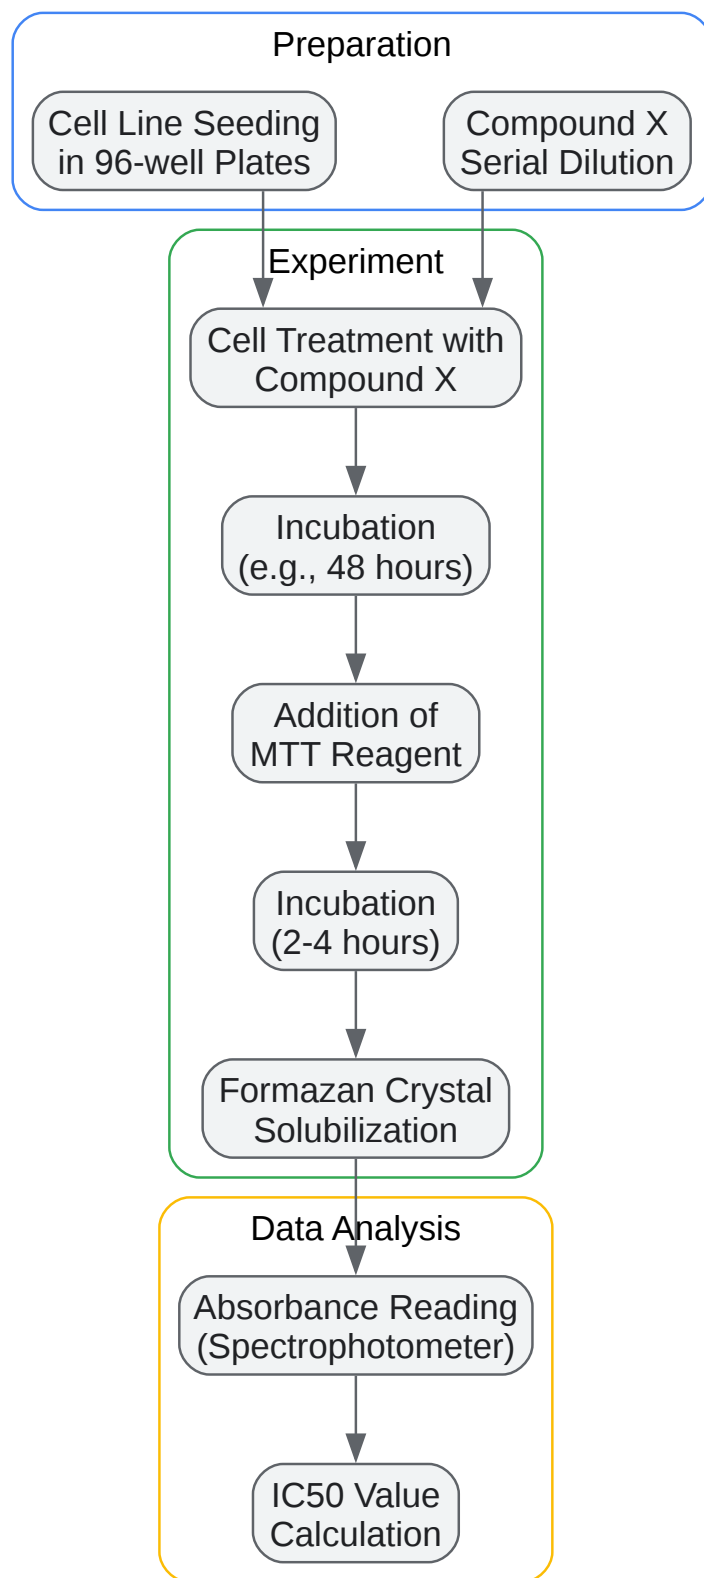 Preparation
Cell Line Seeding
in 96-well Plates
Compound X
Serial Dilution
Experiment
Cell Treatment with
Compound X
Incubation
(e.g., 48 hours)
Addition of
MTT Reagent
Incubation
(2-4 hours)
Formazan Crystal
Solubilization
Data Analysis
Absorbance Reading
(Spectrophotometer)
IC50 Value
Calculation